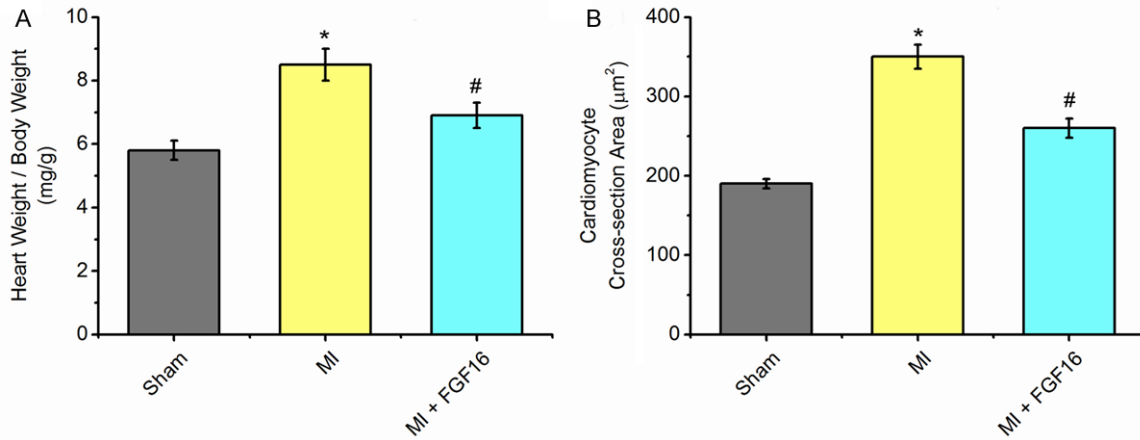 A
Heart Weight / Body Weight
(mg/g)
10
8
6
4
2
0
*
#
Sham
MI
MI + FGF16
B
Cardiomyocyte
Cross-section Area (μm²)
400
300
200
100
0
*
#
Sham
MI
MI + FGF16